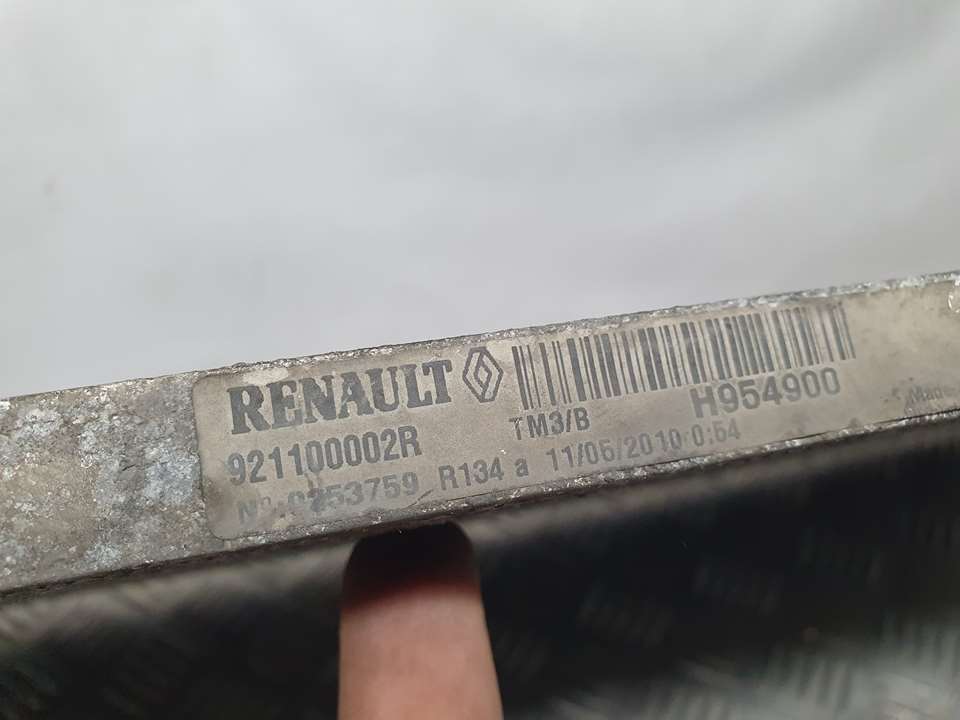 RENAULT
H954900
921100002R TM3/B
R134 a 11/05/2010 0:54